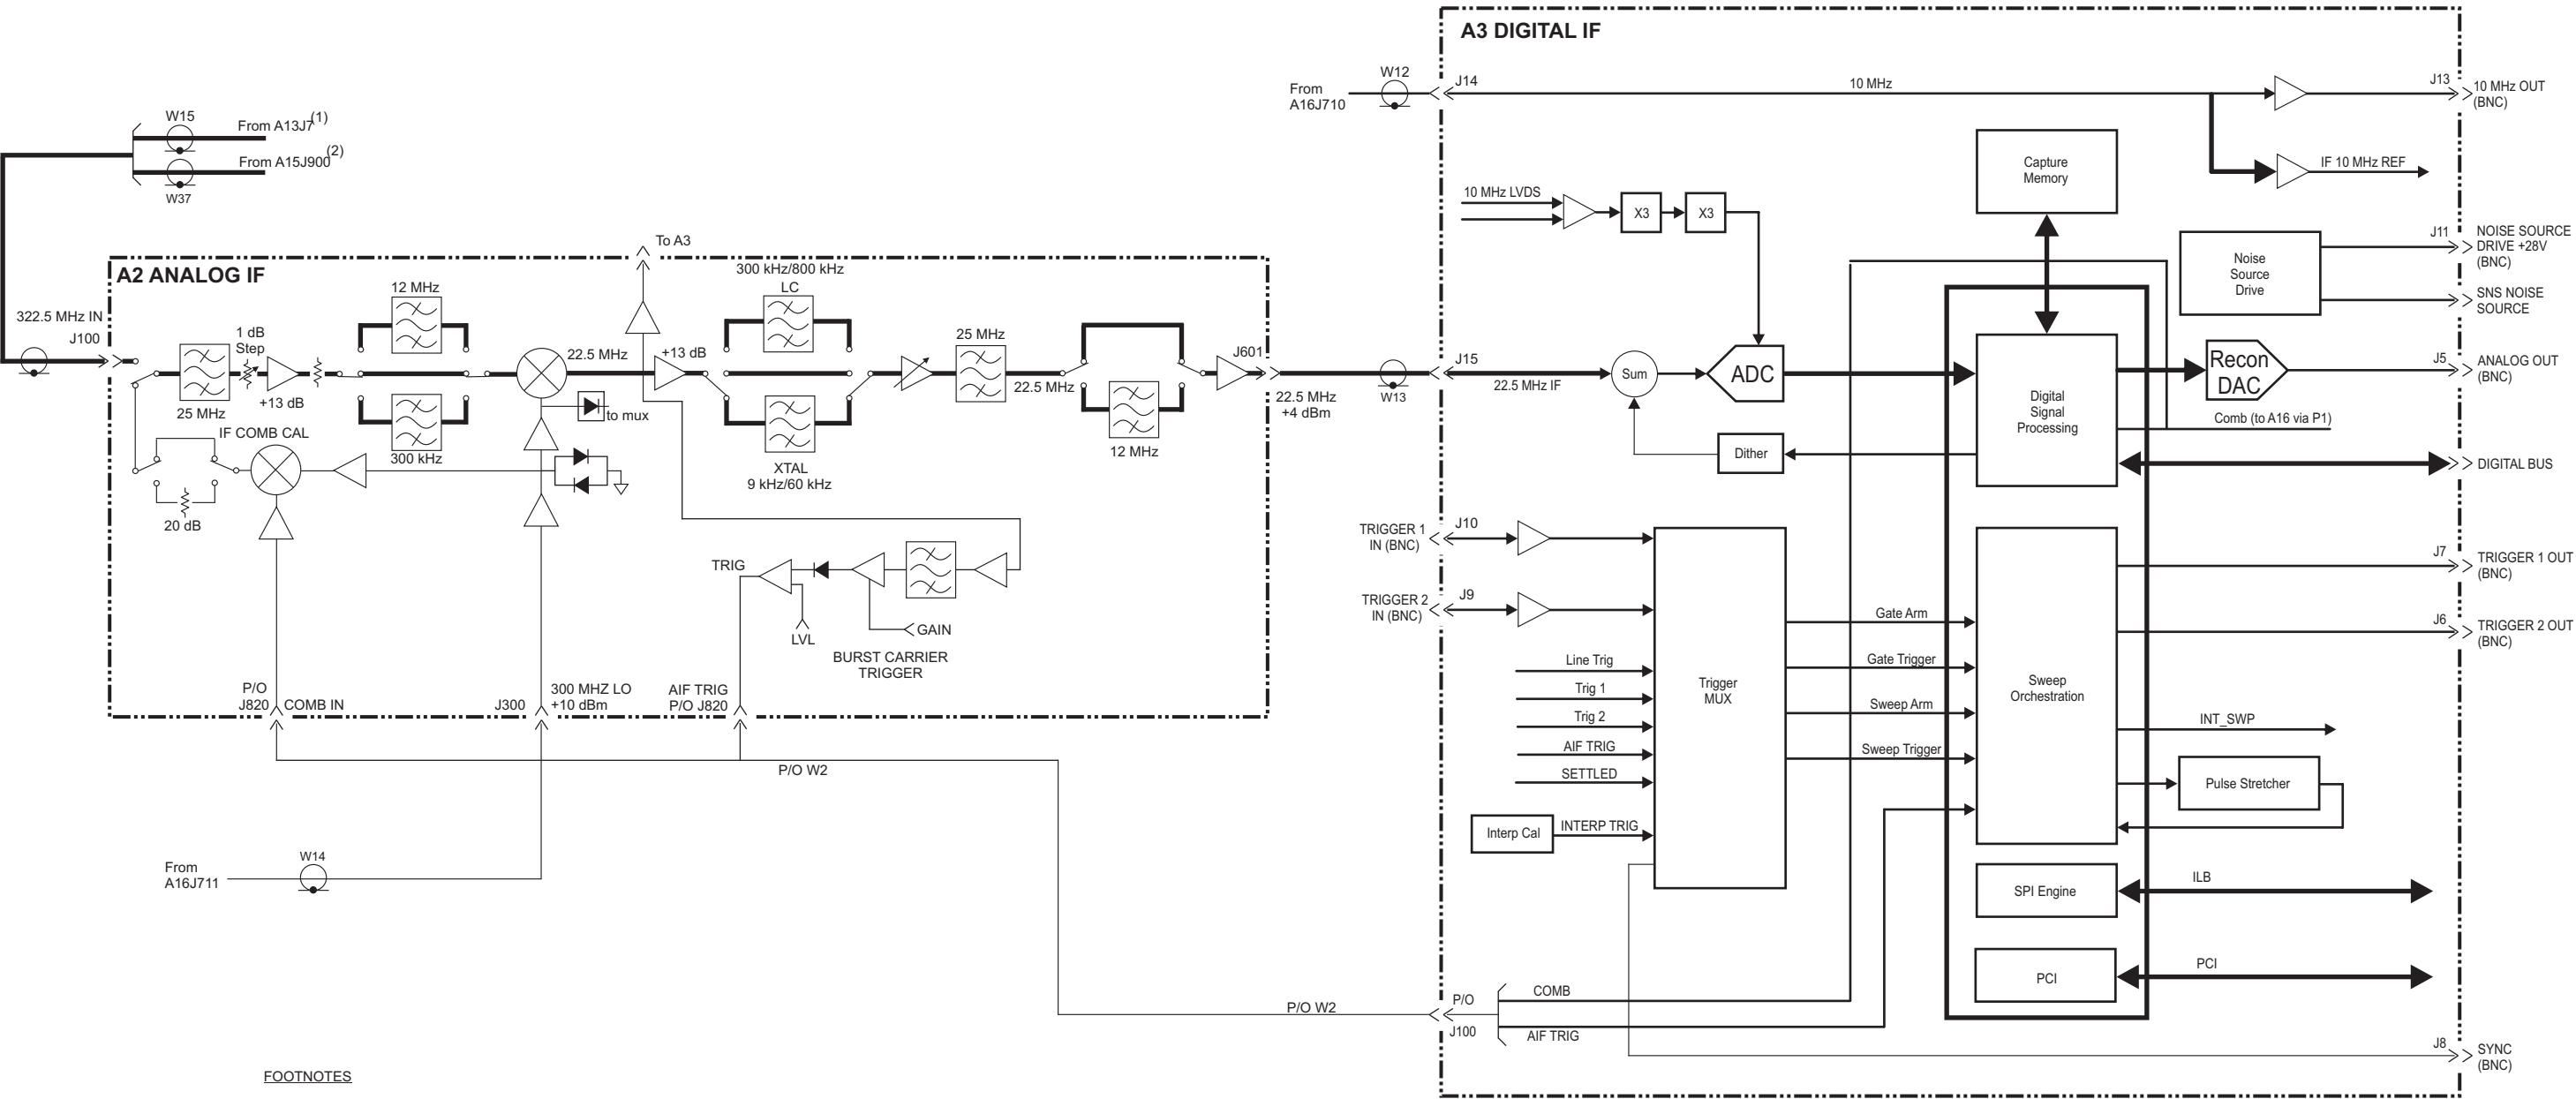 A3 DIGITAL IF
W12
From
A16J710
J14
10 MHz
J13
10 MHz OUT
(BNC)
W15
From A13J7(1)
From A15J900(2)
W37
IF 10 MHz REF
Capture
Memory
10 MHz LVDS
X3
X3
J11
NOISE SOURCE
DRIVE +28V
(BNC)
Noise
Source
Drive
SNS NOISE
SOURCE
To A3
A2 ANALOG IF
300 kHz/800 kHz
LC
12 MHz
322.5 MHz IN
J100
1 dB
Step
25 MHz
+13 dB
300 kHz
22.5 MHz
+13 dB
to mux
25 MHz
22.5 MHz
J601
12 MHz
XTAL
9 kHz/60 kHz
22.5 MHz
+4 dBm
W13
J15
22.5 MHz IF
Sum
ADC
Digital
Signal
Processing
Recon
DAC
J5
ANALOG OUT
(BNC)
Comb (to A16 via P1)
Dither
DIGITAL BUS
IF COMB CAL
20 dB
TRIG
LVL
GAIN
BURST CARRIER
TRIGGER
TRIGGER 1
IN (BNC)
J10
TRIGGER 2
IN (BNC)
J9
Line Trig
Trig 1
Trig 2
AIF TRIG
SETTLED
Interp Cal
INTERP TRIG
Trigger
MUX
Gate Arm
Gate Trigger
Sweep Arm
Sweep Trigger
Sweep
Orchestration
J7
TRIGGER 1 OUT
(BNC)
J6
TRIGGER 2 OUT
(BNC)
INT_SWP
Pulse Stretcher
SPI Engine
ILB
PCI
PCI
P/O
J820
COMB IN
J300
300 MHZ LO
+10 dBm
AIF TRIG
P/O J820
P/O W2
W14
From
A16J711
P/O W2
P/O
J100
COMB
AIF TRIG
J8
SYNC
(BNC)
FOOTNOTES